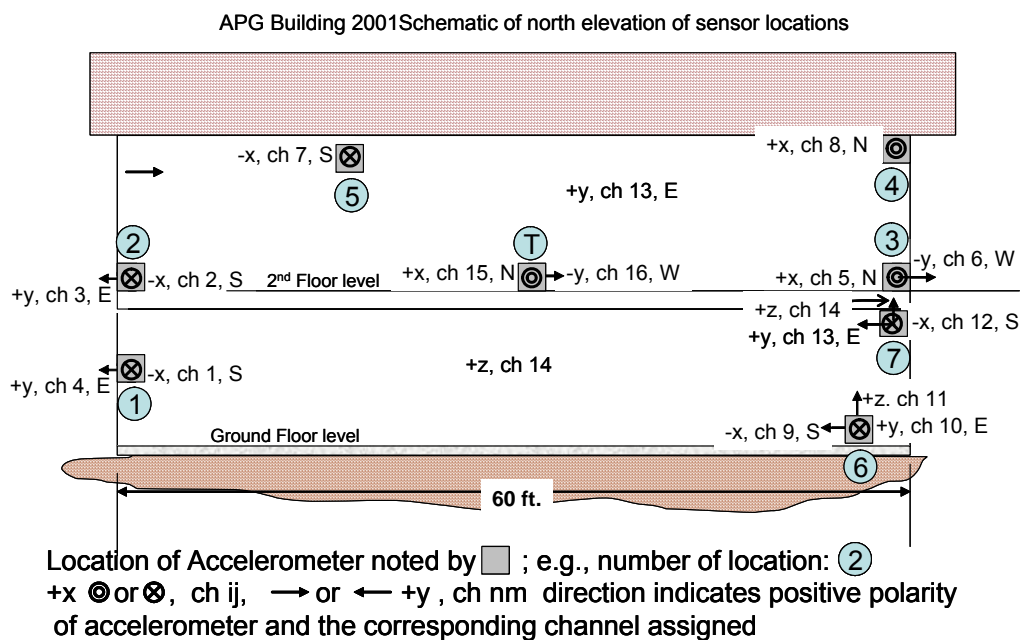 APG Building 2001Schematic of north elevation of sensor locations
-x, ch 7, S
5
+x, ch 8, N
4
+y, ch 13, E
2
T
3
-y, ch 6, W
+y, ch 3, E
-x, ch 2, S
2nd Floor level
+x, ch 15, N
-y, ch 16, W
+x, ch 5, N
+z, ch 14
+y, ch 13, E
-x, ch 12, S
7
+z, ch 14
+y, ch 4, E
-x, ch 1, S
1
+z. ch 11
Ground Floor level
-x, ch 9, S
+y, ch 10, E
6
60 ft.
Location of Accelerometer noted by ; e.g., number of location: 2
+x or , ch ij, or +y , ch nm direction indicates positive polarity
of accelerometer and the corresponding channel assigned